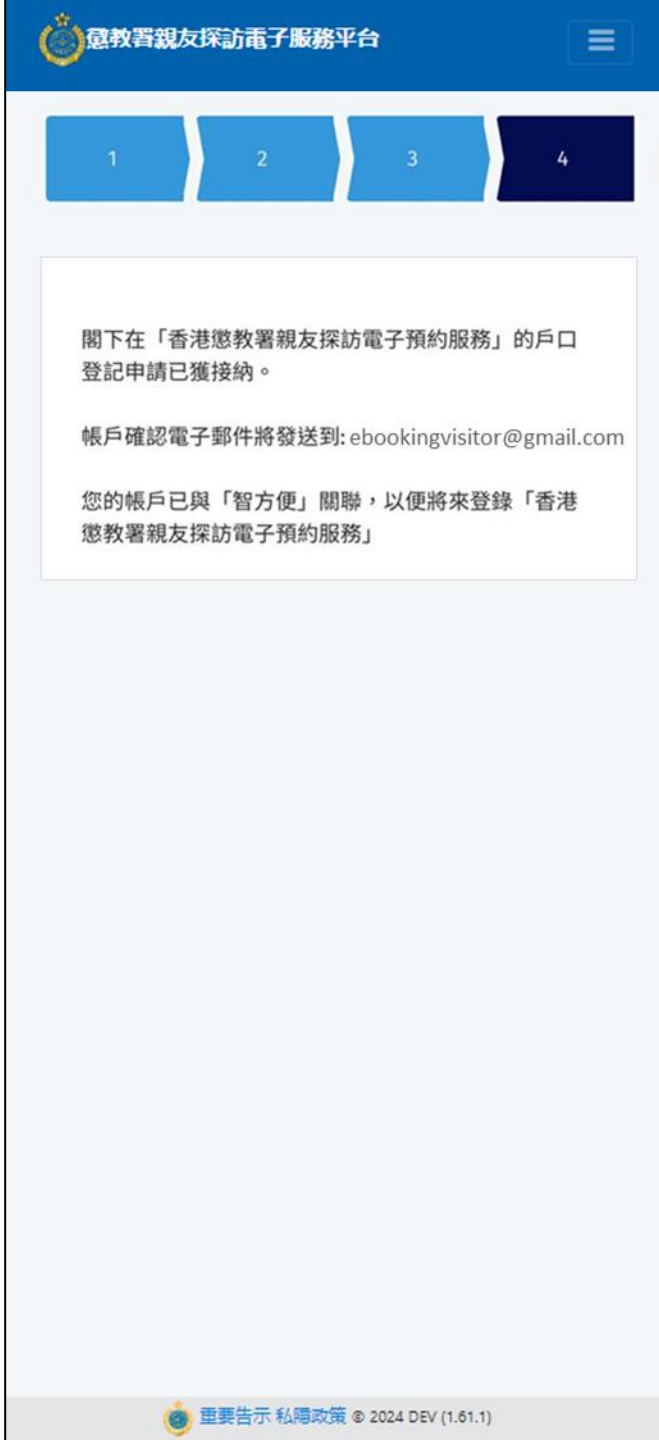 懲教署親友探訪電子服務平台
1
2
3
4
閣下在「香港懲教署親友探訪電子預約服務」的戶口
登記申請已獲接納。
帳戶確認電子郵件將發送到: ebookingvisitor@gmail.com
您的帳戶已與「智方便」關聯，以便將來登錄「香港
懲教署親友探訪電子預約服務」
重要告示 私隱政策 © 2024 DEV (1.61.1)